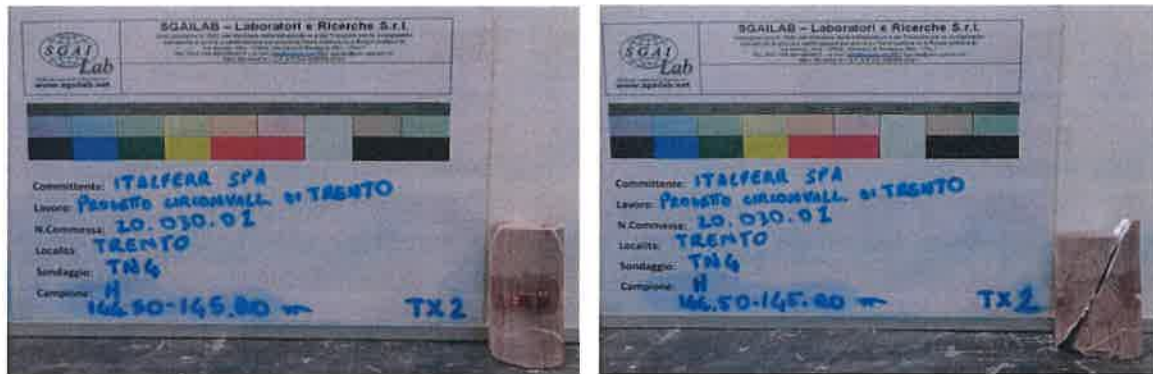 SGAILAB – Laboratori e Ricerche S.r.l.
SGAI
Lab
www.sgailab.net
Committente: ITALFERR SPA
Lavoro: PROGETTO CIRCONVALL. DI TRENTO
N.Commessa: 20.030.02
Località: TRENTO
Sondaggio: TNG
Campione: H
144.50-145.00 m
TX2
SGAILAB – Laboratori e Ricerche S.r.l.
SGAI
Lab
www.sgailab.net
Committente: ITALFERR SPA
Lavoro: PROGETTO CIRCONVALL. DI TRENTO
N.Commessa: 20.030.02
Località: TRENTO
Sondaggio: TNG
Campione: H
144.50-145.00 m
TX2